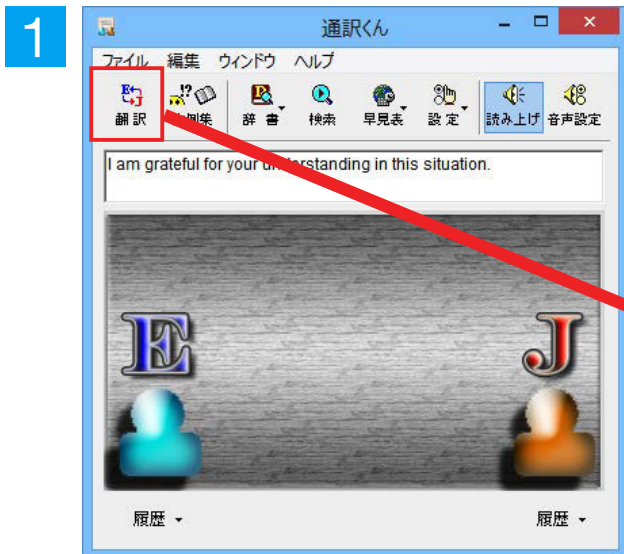 1
通訳くん
ファイル 編集 ウィンドウ ヘルプ
翻訳 例集 辞書 検索 早見表 設定 読み上げ 音声設定
I am grateful for your understanding in this situation.
E J
履歴 履歴